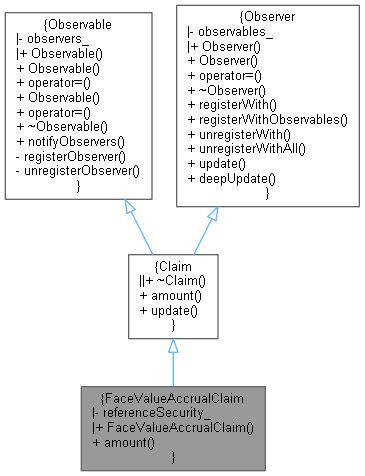 {Observable
|- observers_
|+ Observable()
+ Observable()
+ operator=()
+ Observable()
+ operator=()
+ ~Observable()
+ notifyObservers()
- registerObserver()
- unregisterObserver()
}
{Observer
|- observables_
|+ Observer()
+ Observer()
+ operator=()
+ ~Observer()
+ registerWith()
+ registerWithObservables()
+ unregisterWith()
+ unregisterWithAll()
+ update()
+ deepUpdate()
}
{Claim
||+ ~Claim()
+ amount()
+ update()
}
{FaceValueAccrualClaim
|- referenceSecurity_
|+ FaceValueAccrualClaim()
+ amount()
}